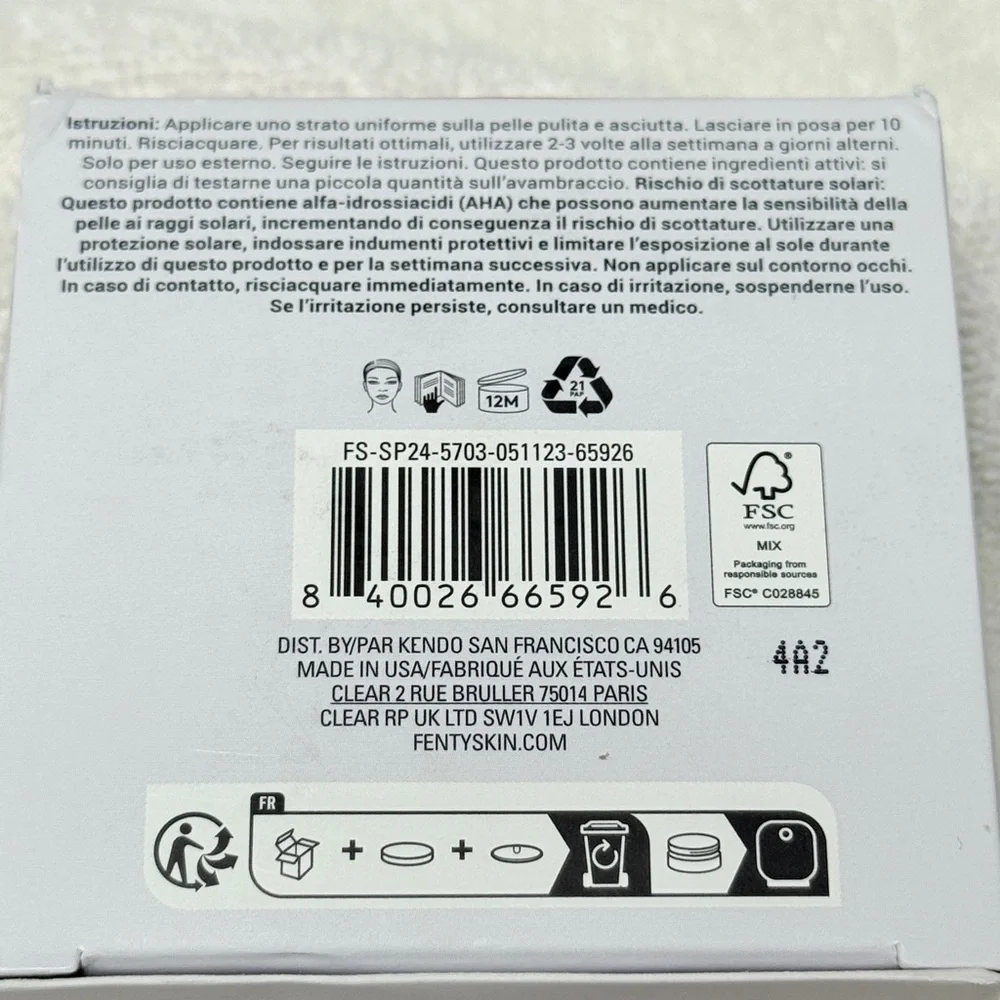 Istruzioni: Applicare uno strato uniforme sulla pelle pulita e asciutta. Lasciare in posa per 10
minuti. Risciacquare. Per risultati ottimali, utilizzare 2-3 volte alla settimana a giorni alterni.
Solo per uso esterno. Seguire le istruzioni. Questo prodotto contiene ingredienti attivi: si
consiglia di testarne una piccola quantità sull'avambraccio. Rischio di scottature solari:
Questo prodotto contiene alfa-idrossiacidi (AHA) che possono aumentare la sensibilità della
pelle ai raggi solari, incrementando di conseguenza il rischio di scottature. Utilizzare una
protezione solare, indossare indumenti protettivi e limitare l'esposizione al sole durante
l'utilizzo di questo prodotto e per la settimana successiva. Non applicare sul contorno occhi.
In caso di contatto, risciacquare immediatamente. In caso di irritazione, sospenderne l'uso.
Se l'irritazione persiste, consultare un medico.
12M
21
PAP
FS-SP24-5703-051123-65926
8 40026 66592 6
FSC®
www.fsc.org
MIX
Packaging from
responsible sources
FSC® C028845
DIST. BY/PAR KENDO SAN FRANCISCO CA 94105
MADE IN USA/FABRIQUÉ AUX ÉTATS-UNIS
CLEAR 2 RUE BRULLER 75014 PARIS
CLEAR RP UK LTD SW1V 1EJ LONDON
FENTYSKIN.COM
4A2
FR
+ +